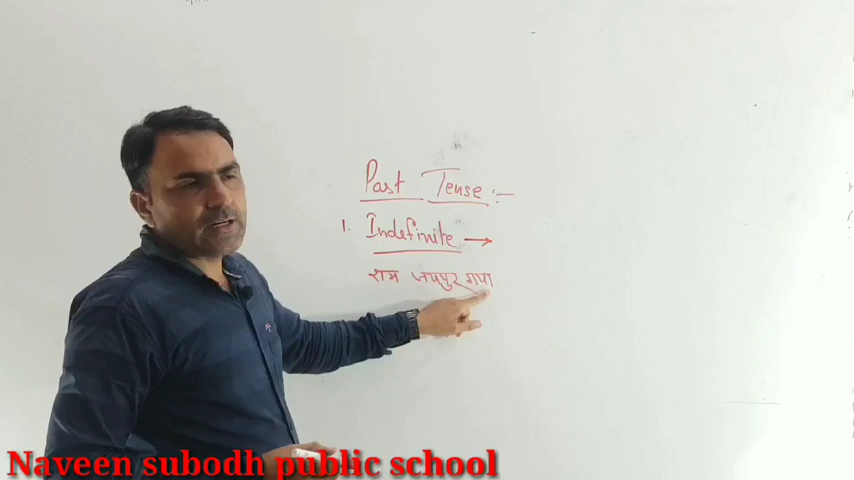 Past Tense :-
1. Indefinite →
राम जयपुर गया
Naveen subodh public school